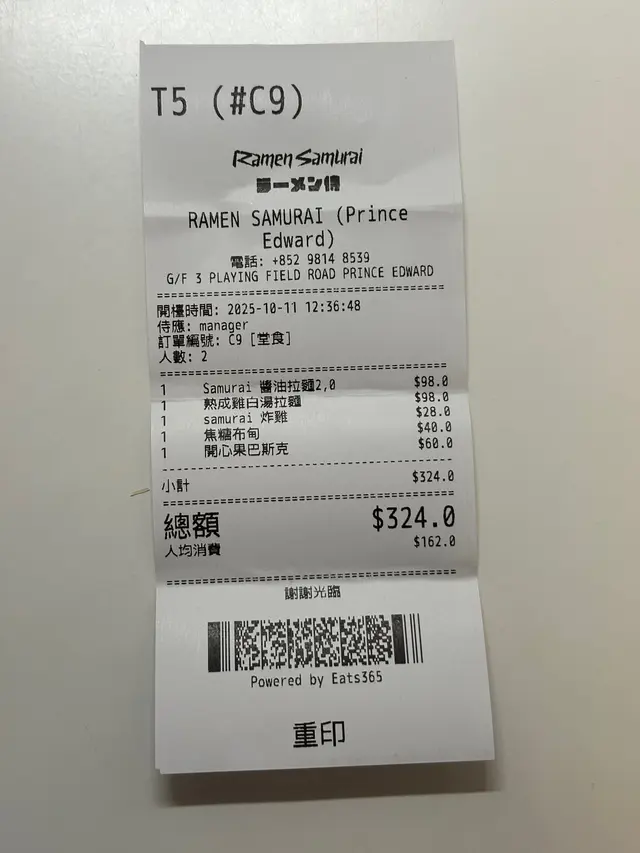 T5 (#C9)
Ramen Samurai
ラーメン侍
RAMEN SAMURAI (Prince
Edward)
電話: +852 9814 8539
G/F 3 PLAYING FIELD ROAD PRINCE EDWARD
開檯時間: 2025-10-11 12:36:48
侍應: manager
訂單編號: C9 [堂食]
人數: 2
1 Samurai 醬油拉麵2,0 $98.0
1 熟成雞白湯拉麵 $98.0
1 samurai 炸雞 $28.0
1 焦糖布甸 $40.0
1 開心果巴斯克 $60.0
小計 $324.0
總額 $324.0
人均消費 $162.0
謝謝光臨
Powered by Eats365
重印